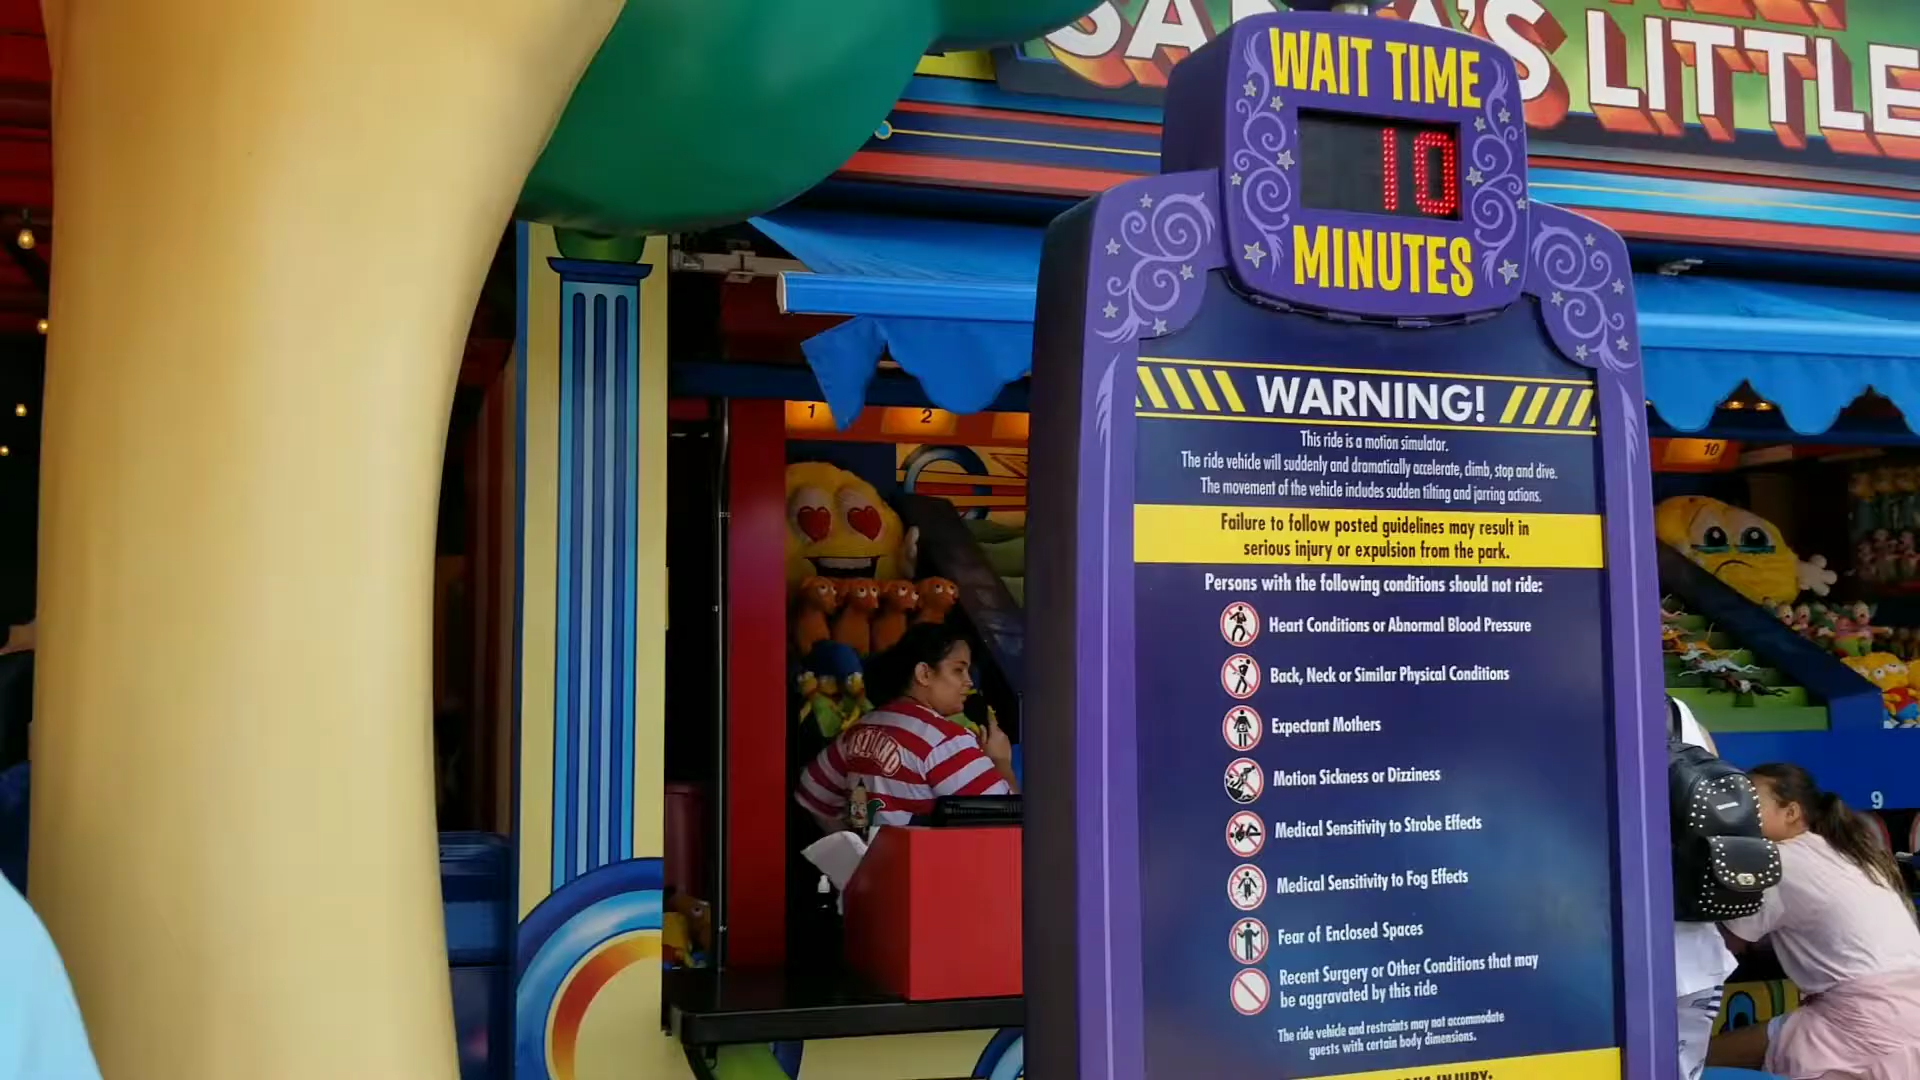 SANTA'S LITTLE
WAIT TIME
10
MINUTES
1
2
10
WARNING!
This ride is a motion simulator.
The ride vehicle will suddenly and dramatically accelerate, climb, stop and dive.
The movement of the vehicle includes sudden tilting and jarring actions.
Failure to follow posted guidelines may result in
serious injury or expulsion from the park.
Persons with the following conditions should not ride:
Heart Conditions or Abnormal Blood Pressure
Back, Neck or Similar Physical Conditions
Expectant Mothers
Motion Sickness or Dizziness
9
Medical Sensitivity to Strobe Effects
Medical Sensitivity to Fog Effects
Fear of Enclosed Spaces
Recent Surgery or Other Conditions that may
be aggravated by this ride
The ride vehicle and restraints may not accommodate
guests with certain body dimensions.